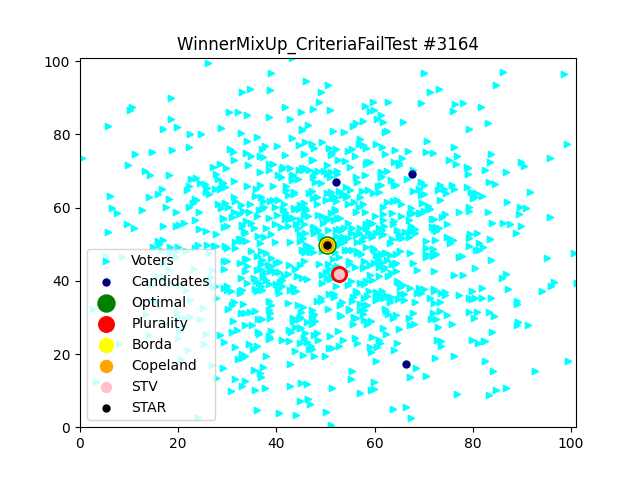 WinnerMixUp_CriteriaFailTest #3164
100
80
60
40
20
0
Voters
Candidates
Optimal
Plurality
Borda
Copeland
STV
STAR
0 20 40 60 80 100